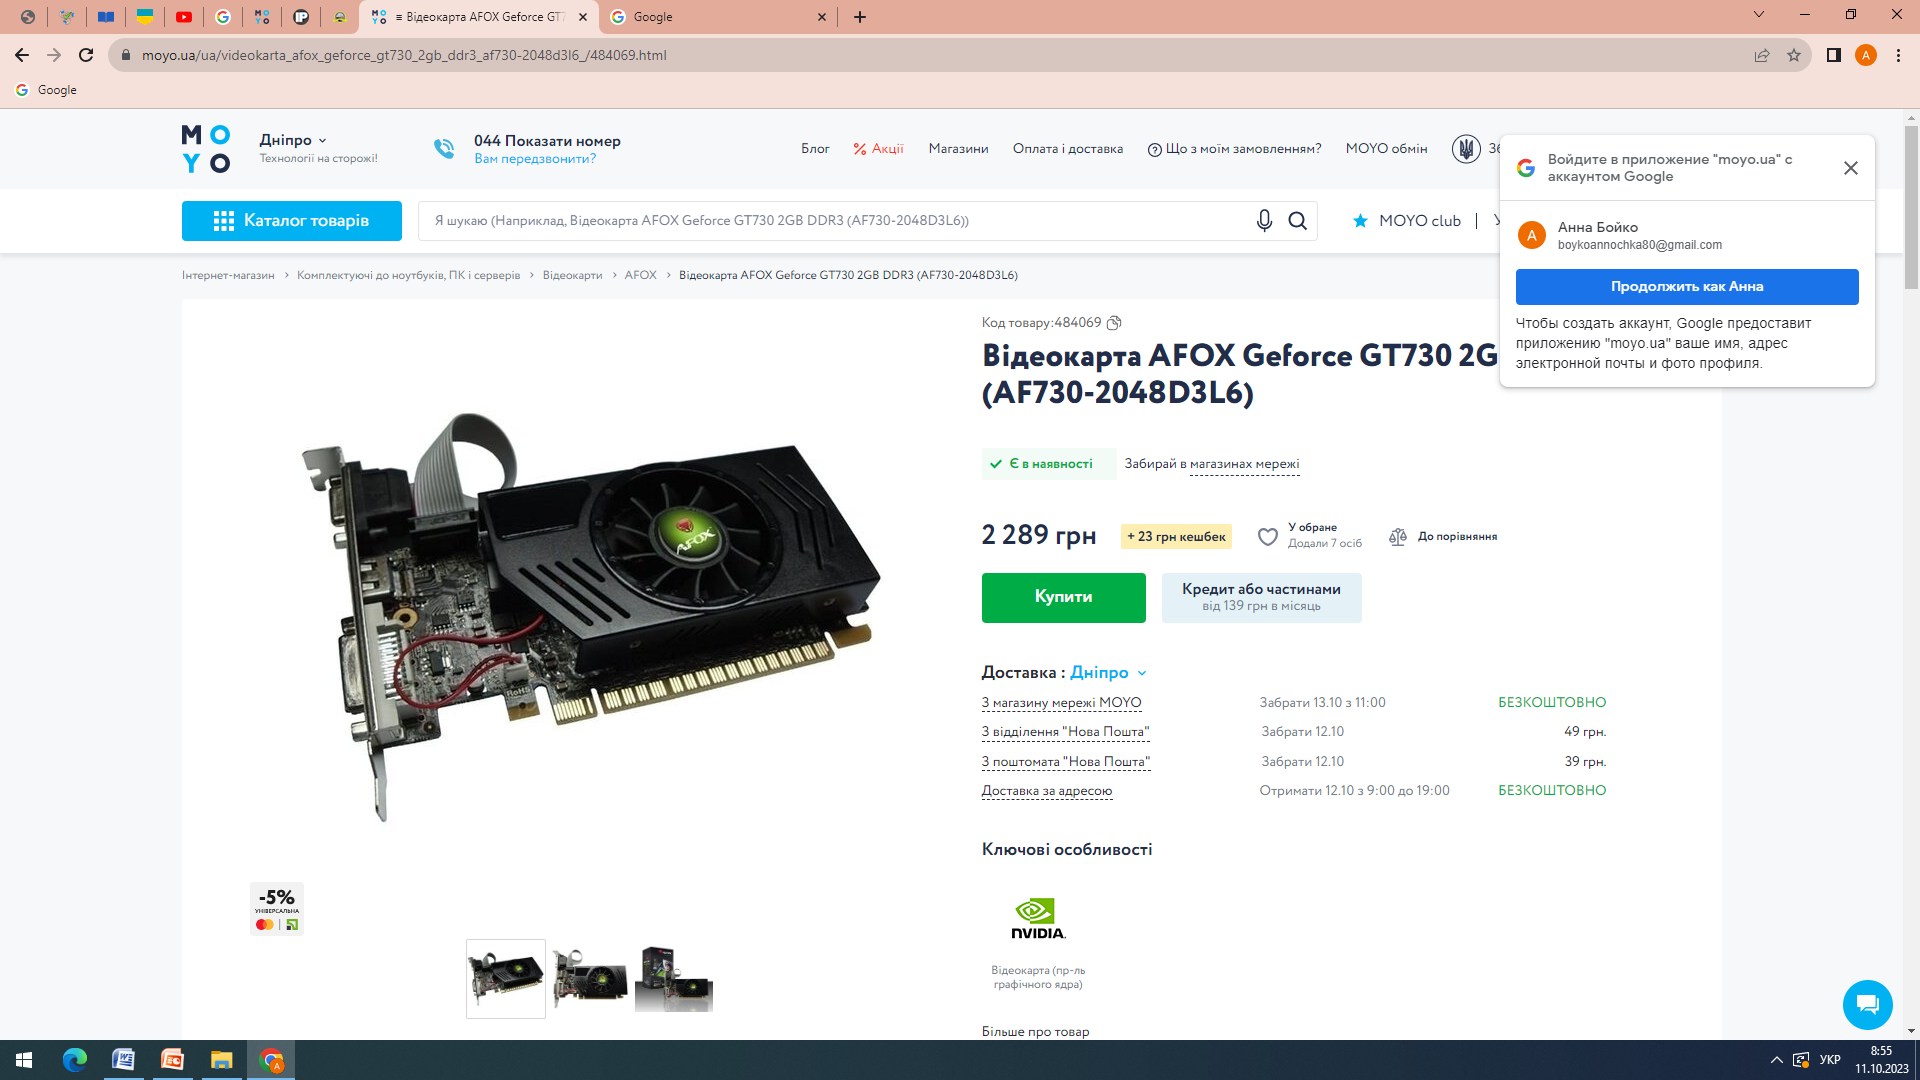 ≡ Відеокарта AFOX Geforce GT7
Google
moyo.ua/ua/videokarta_afox_geforce_gt730_2gb_ddr3_af730-2048d3l6_/484069.html
A
Google
MOYO
Дніпро
Технології на сторожі!
044 Показати номер
Вам передзвонити?
Блог
% Акції
Магазини
Оплата і доставка
Що з моїм замовленням?
MOYO обмін
Каталог товарів
Я шукаю (Наприклад, Відеокарта AFOX Geforce GT730 2GB DDR3 (AF730-2048D3L6))
MOYO club |
Войдите в приложение "moyo.ua" с
аккаунтом Google
A
Анна Бойко
boykoannochka80@gmail.com
Продолжить как Анна
Чтобы создать аккаунт, Google предоставит
приложению "moyo.ua" ваше имя, адрес
электронной почты и фото профиля.
Інтернет-магазин > Комплектуючі до ноутбуків, ПК і серверів > Відеокарти > AFOX > Відеокарта AFOX Geforce GT730 2GB DDR3 (AF730-2048D3L6)
Код товару:484069
Відеокарта AFOX Geforce GT730 2G
(AF730-2048D3L6)
Є в наявності
Забирай в магазинах мережі
2 289 грн
+ 23 грн кешбек
У обране
Додали 7 осіб
До порівняння
Купити
Кредит або частинами
від 139 грн в місяць
Доставка : Дніпро
З магазину мережі MOYO Забрати 13.10 з 11:00 БЕЗКОШТОВНО
З відділення "Нова Пошта" Забрати 12.10 49 грн.
З поштомата "Нова Пошта" Забрати 12.10 39 грн.
Доставка за адресою Отримати 12.10 з 9:00 до 19:00 БЕЗКОШТОВНО
Ключові особливості
NVIDIA.
Відеокарта (пр-ль
графічного ядра)
Більше про товар
AFOX
RoHS
-5%
УНІВЕРСАЛЬНА
УКР
8:55
11.10.2023